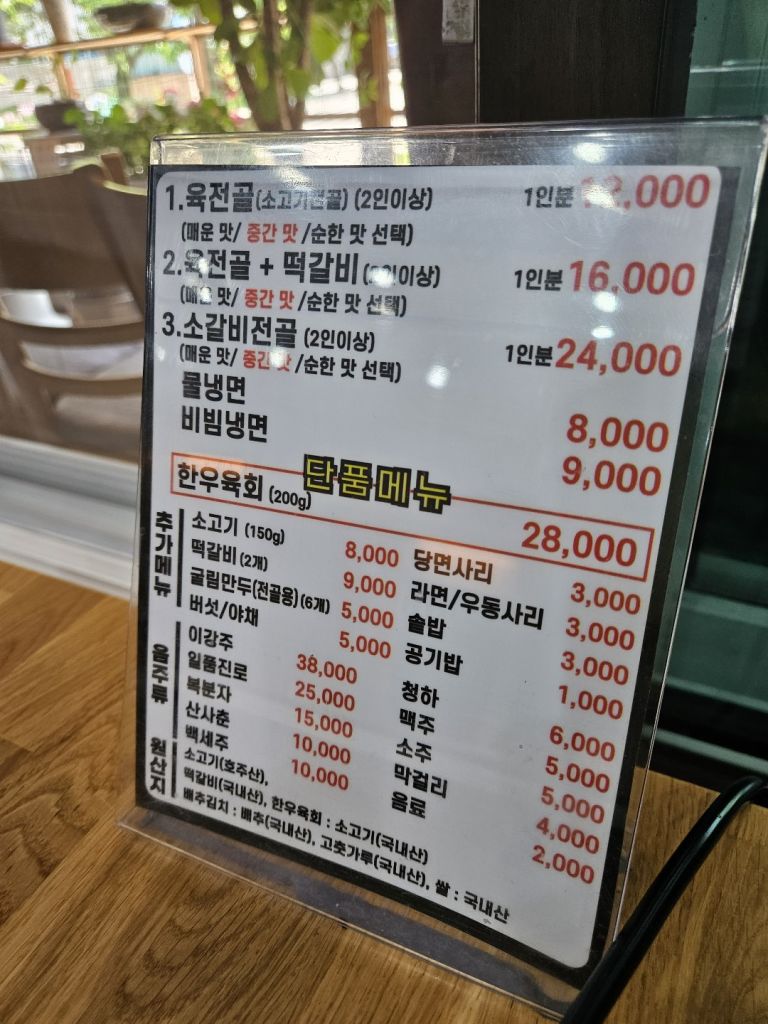 1.육전골(소고기전골) (2인이상) 1인분 12,000
(매운 맛/ 중간 맛 /순한 맛 선택)
2.육전골 + 떡갈비 (2인이상) 1인분 16,000
(매운 맛/ 중간 맛 /순한 맛 선택)
3.소갈비전골 (2인이상) 1인분 24,000
(매운 맛/ 중간 맛 /순한 맛 선택)
물냉면 8,000
비빔냉면 9,000
단품메뉴
한우육회 (200g) 28,000
추가메뉴
소고기 (150g) 8,000
떡갈비 (2개) 9,000
굴림만두(전골용) (6개) 5,000
버섯/야채 5,000
당면사리 3,000
라면/우동사리 3,000
솥밥 3,000
공기밥 1,000
음주류
이강주 38,000
일품진로 25,000
복분자 15,000
산사춘 10,000
백세주 10,000
청하 6,000
맥주 5,000
소주 5,000
막걸리 4,000
음료 2,000
원산지
소고기(호주산),
떡갈비(국내산), 한우육회 : 소고기(국내산)
배추김치 : 배추(국내산), 고춧가루(국내산), 쌀 : 국내산